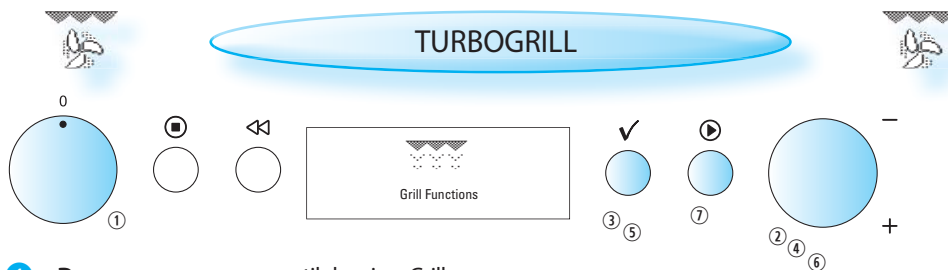 TURBOGRILL
0
Grill Functions
−
+
① ③ ⑤ ⑦ ② ④ ⑥